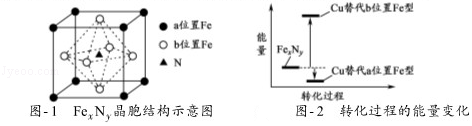 a位置Fe
b位置Fe
N
图-1 FexNy晶胞结构示意图
能量
Cu替代b位置Fe型
FexNy
Cu替代a位置Fe型
转化过程
图-2 转化过程的能量变化